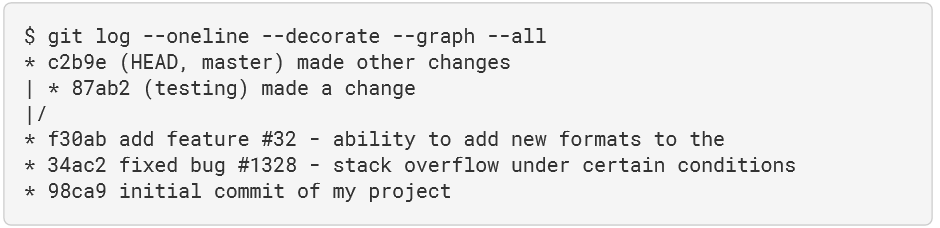 $ git log --oneline --decorate --graph --all
* c2b9e (HEAD, master) made other changes
| * 87ab2 (testing) made a change
|/
* f30ab add feature #32 - ability to add new formats to the
* 34ac2 fixed bug #1328 - stack overflow under certain conditions
* 98ca9 initial commit of my project